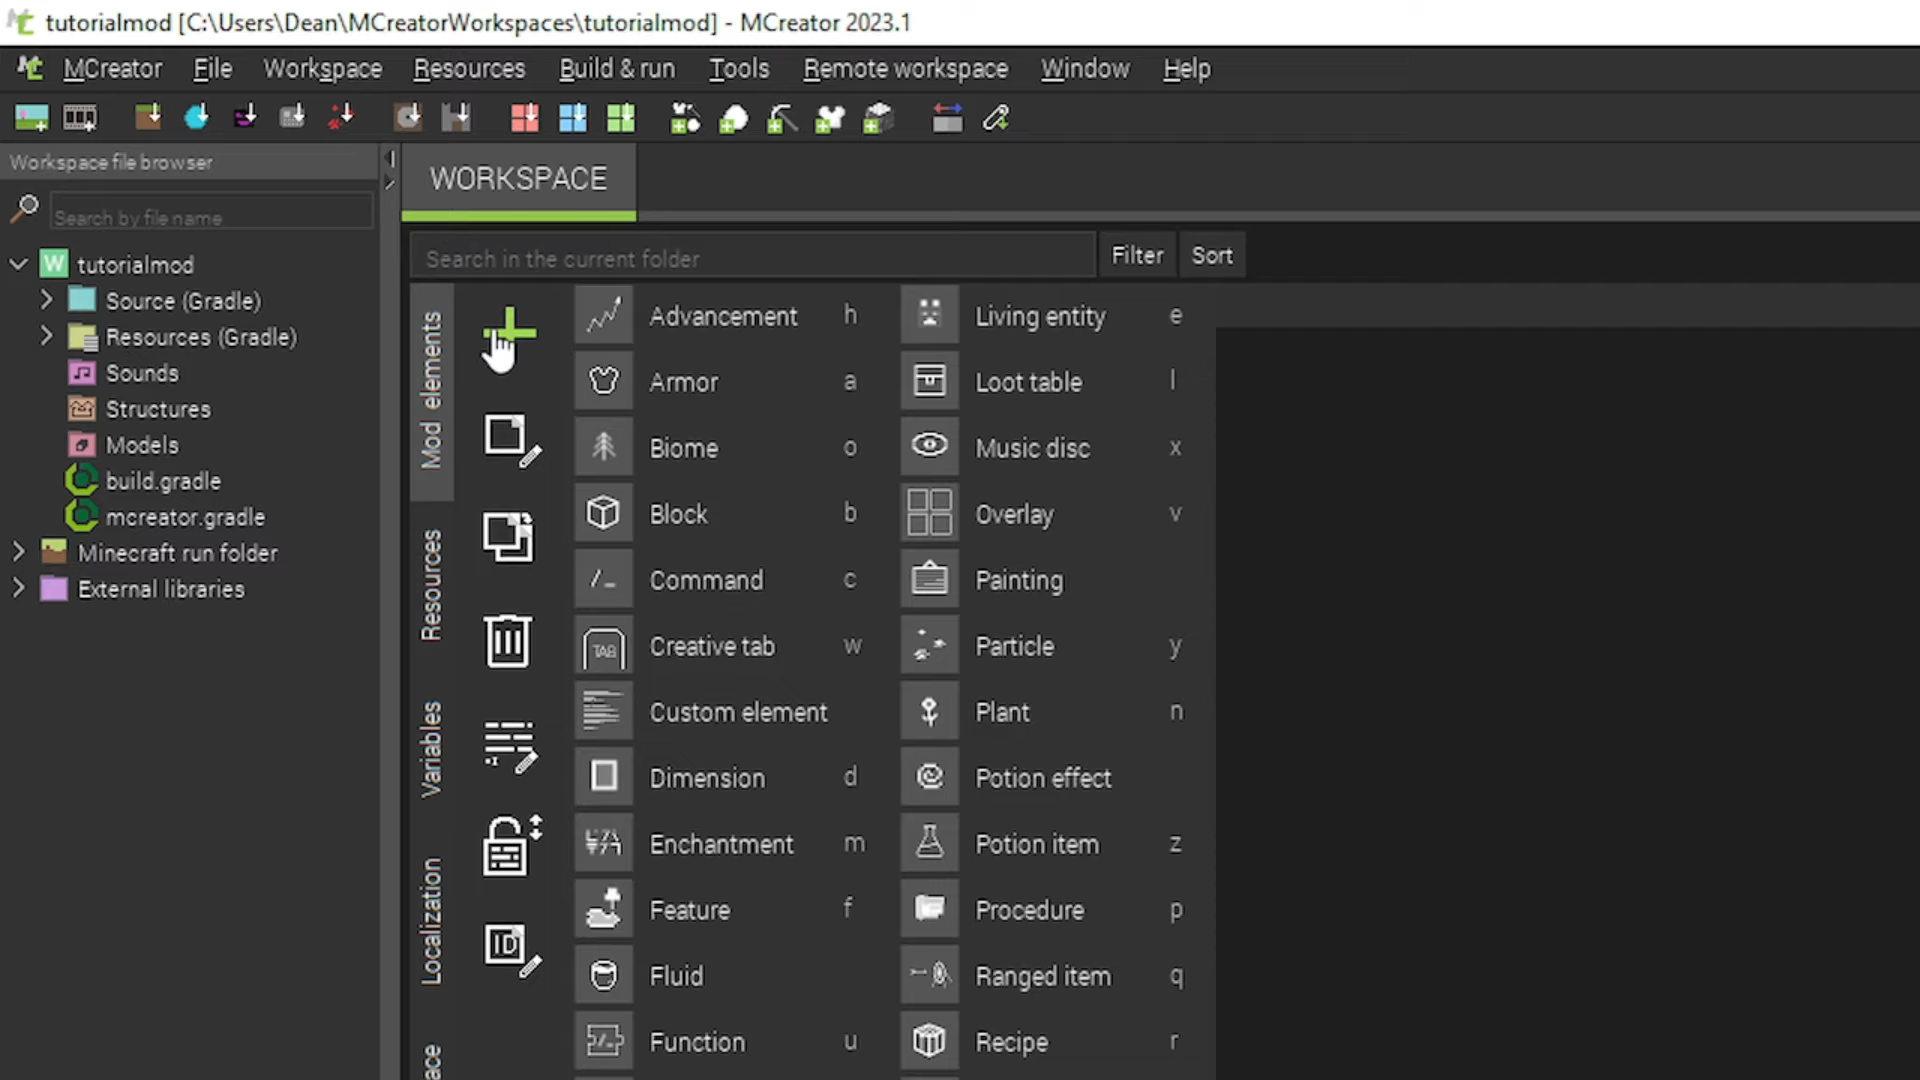 tutorialmod [C:\Users\Dean\MCreatorWorkspaces\tutorialmod] - MCreator 2023.1
MCreator File Workspace Resources Build & run Tools Remote workspace Window Help
Workspace file browser
Search by file name
tutorialmod
Source (Gradle)
Resources (Gradle)
Sounds
Structures
Models
build.gradle
mcreator.gradle
Minecraft run folder
External libraries
WORKSPACE
Search in the current folder Filter Sort
Mod elements
Resources
Variables
Localization
ID
Advancement h
Armor a
Biome o
Block b
Command c
TAB
Creative tab w
Custom element
Dimension d
Enchantment m
Feature f
Fluid
Function u
Living entity e
Loot table l
Music disc x
Overlay v
Painting
Particle y
Plant n
Potion effect
Potion item z
Procedure p
Ranged item q
Recipe r